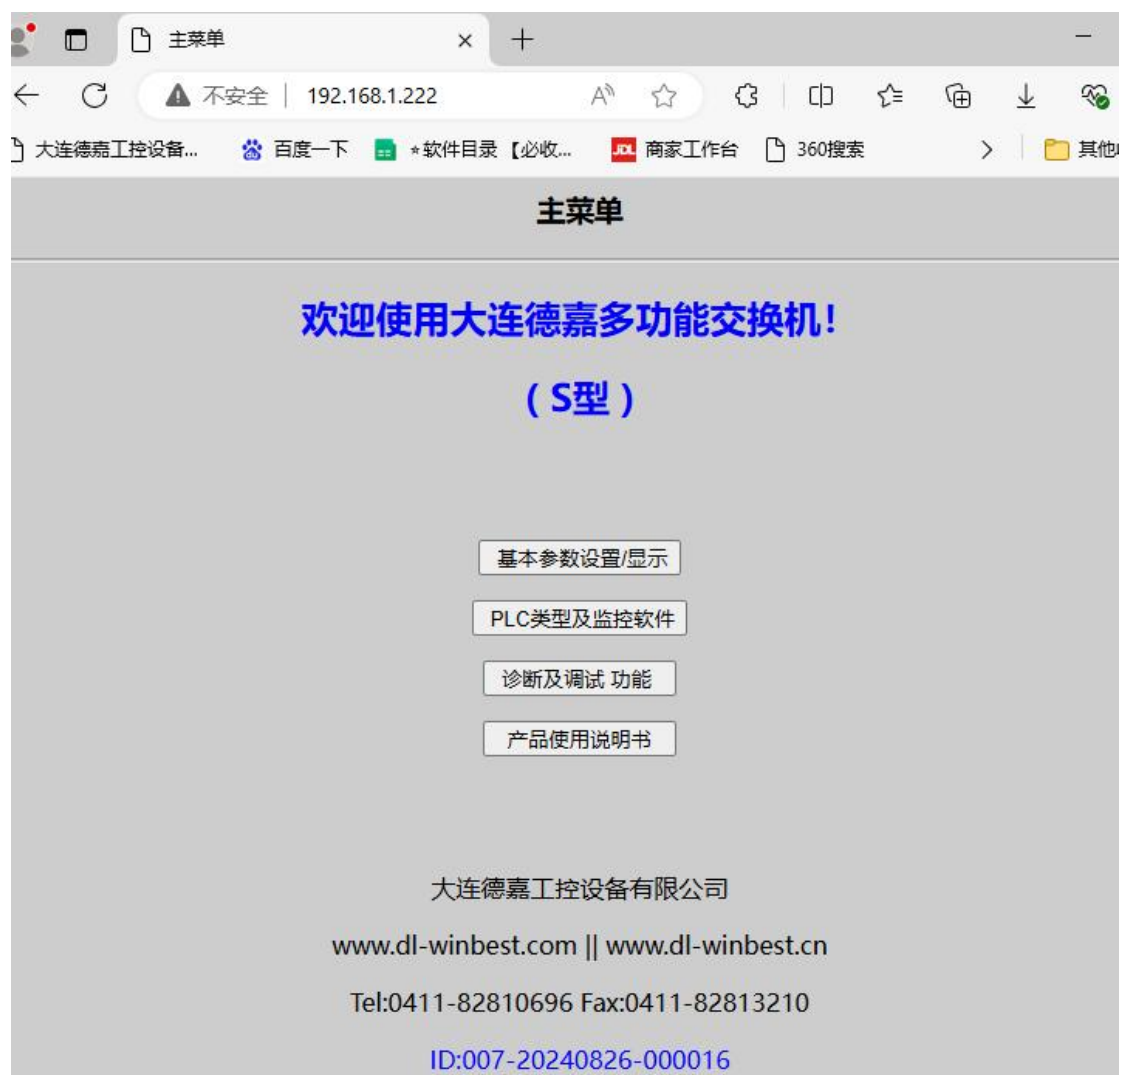 主菜单
不安全 192.168.1.222
大连德嘉工控设备... 百度一下 *软件目录【必收... JDL 商家工作台 360搜索 其他
主菜单
欢迎使用大连德嘉多功能交换机!
(S型)
基本参数设置/显示
PLC类型及监控软件
诊断及调试 功能
产品使用说明书
大连德嘉工控设备有限公司
www.dl-winbest.com || www.dl-winbest.cn
Tel:0411-82810696 Fax:0411-82813210
ID:007-20240826-000016